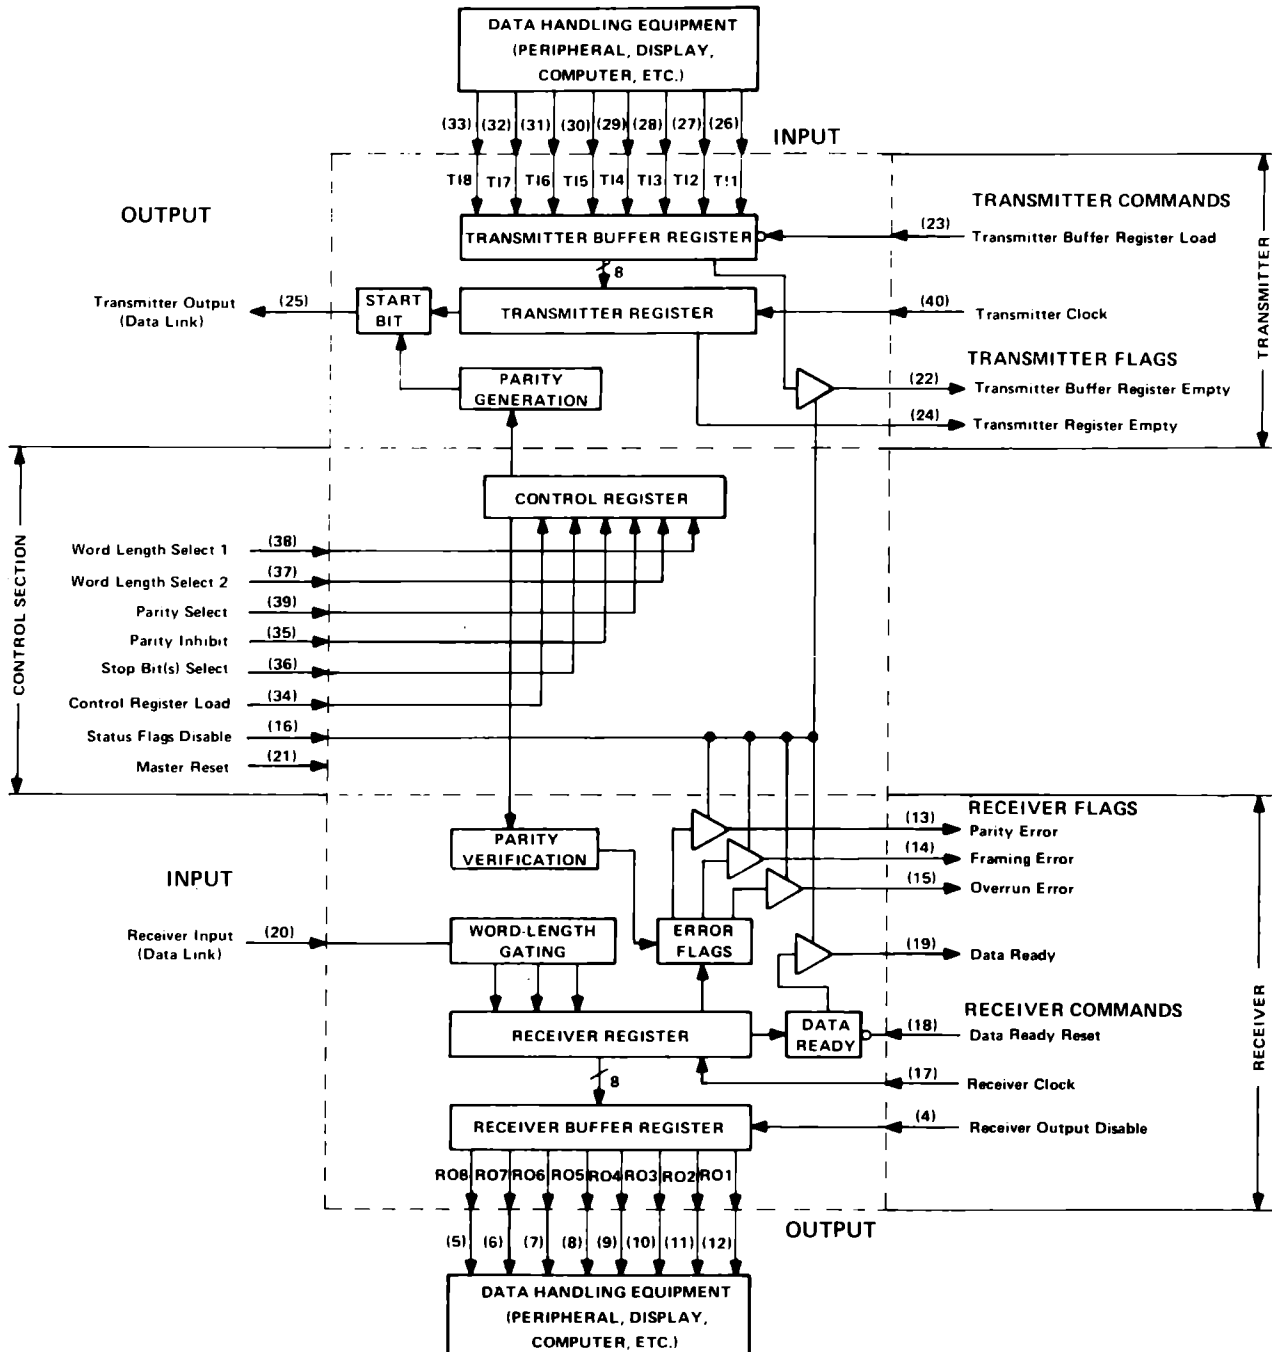 DATA HANDLING EQUIPMENT
(PERIPHERAL, DISPLAY,
COMPUTER, ETC.)
(33) (32) (31) (30) (29) (28) (27) (26)
INPUT
TI8 TI7 TI6 TI5 TI4 TI3 TI2 TI1
OUTPUT
TRANSMITTER COMMANDS
TRANSMITTER BUFFER REGISTER
(23)
Transmitter Buffer Register Load
8
Transmitter Output
(Data Link)
(25)
START
BIT
TRANSMITTER REGISTER
(40)
Transmitter Clock
TRANSMITTER
TRANSMITTER FLAGS
PARITY
GENERATION
(22)
Transmitter Buffer Register Empty
(24)
Transmitter Register Empty
CONTROL SECTION
CONTROL REGISTER
Word Length Select 1 (38)
Word Length Select 2 (37)
Parity Select (39)
Parity Inhibit (35)
Stop Bit(s) Select (36)
Control Register Load (34)
Status Flags Disable (16)
Master Reset (21)
RECEIVER FLAGS
(13) Parity Error
(14) Framing Error
(15) Overrun Error
PARITY
VERIFICATION
INPUT
Receiver Input
(Data Link)
(20)
WORD-LENGTH
GATING
ERROR
FLAGS
(19) Data Ready
RECEIVER COMMANDS
RECEIVER REGISTER
DATA
READY
(18) Data Ready Reset
RECEIVER
8
(17) Receiver Clock
RECEIVER BUFFER REGISTER
(4) Receiver Output Disable
RO8 RO7 RO6 RO5 RO4 RO3 RO2 RO1
OUTPUT
(5) (6) (7) (8) (9) (10) (11) (12)
DATA HANDLING EQUIPMENT
(PERIPHERAL, DISPLAY,
COMPUTER, ETC.)